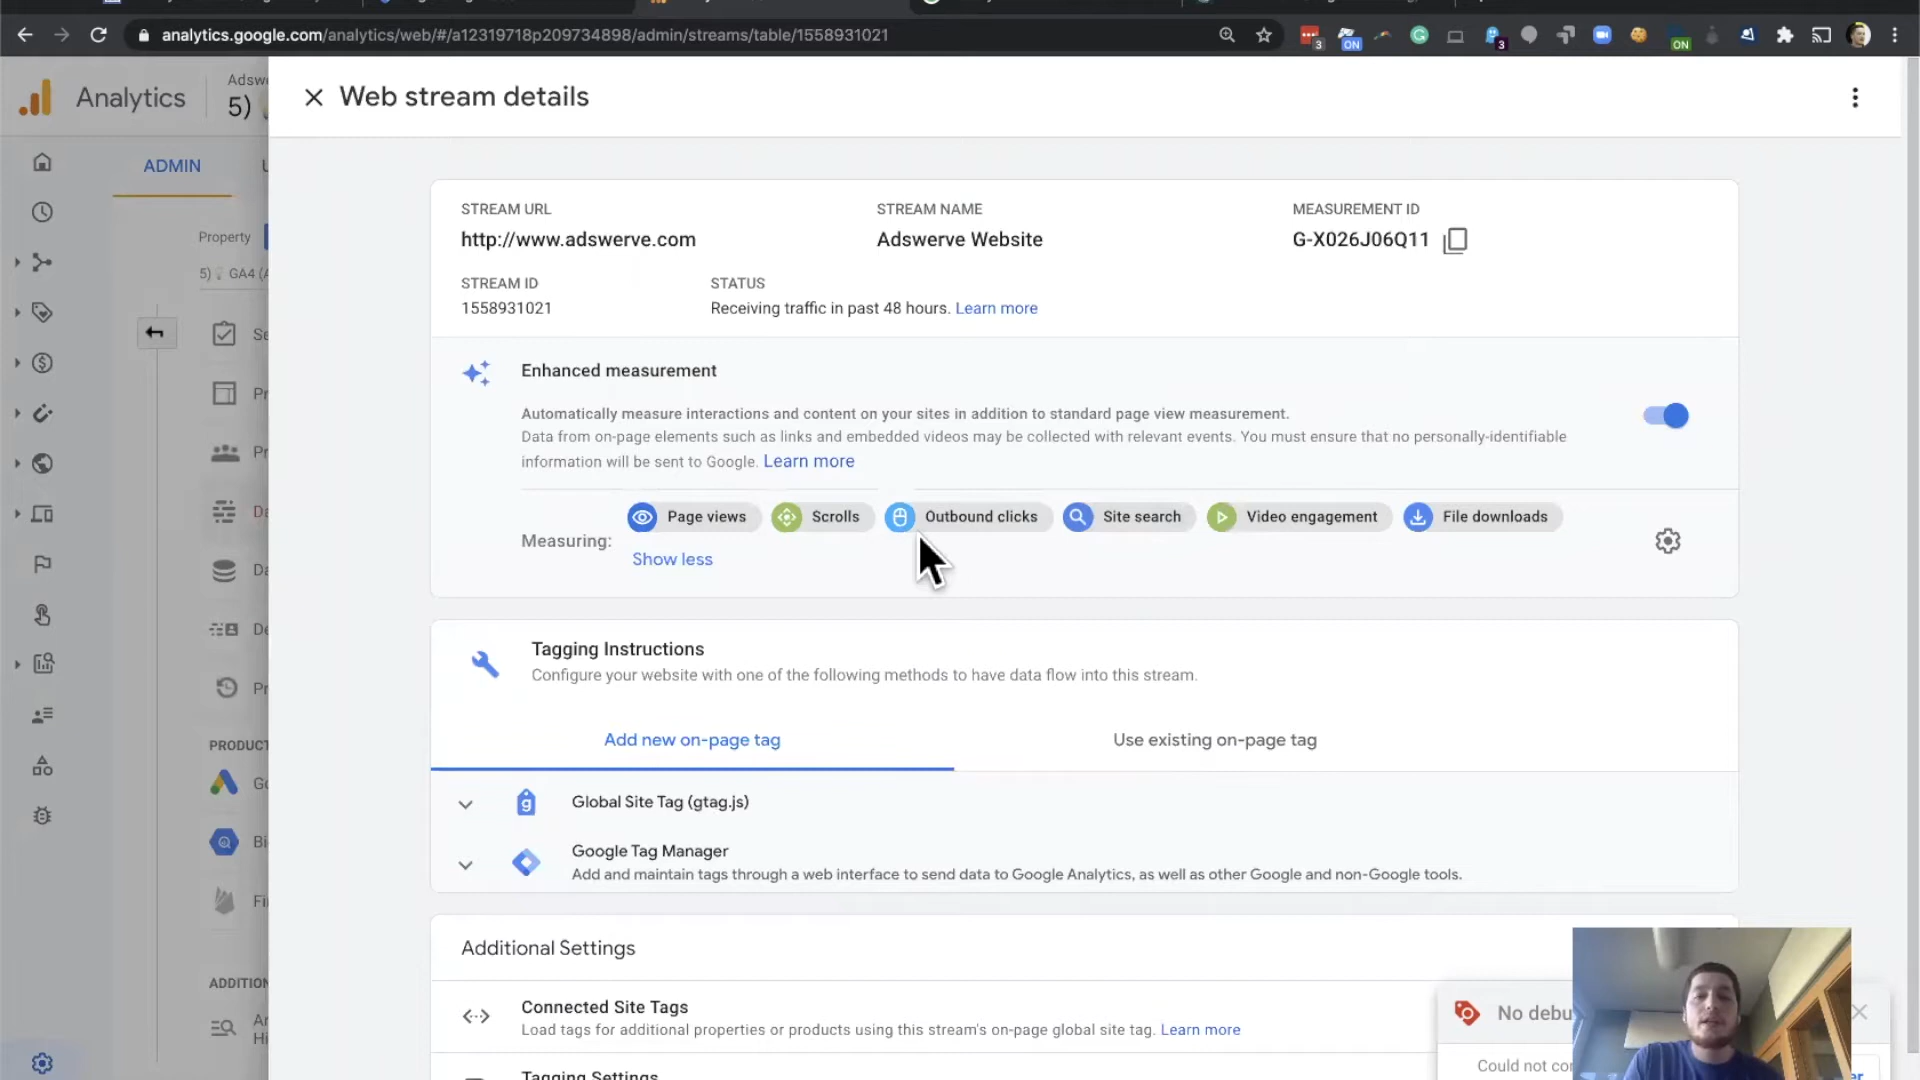 analytics.google.com/analytics/web/#/a12319718p209734898/admin/streams/table/1558931021
3
ON
3
ON
Analytics
Adswe
5)
Web stream details
ADMIN
Property
5) GA4 (A
PRODUCT
ADDITION
STREAM URL
STREAM NAME
MEASUREMENT ID
http://www.adswerve.com
Adswerve Website
G-X026J06Q11
STREAM ID
STATUS
1558931021
Receiving traffic in past 48 hours. Learn more
Enhanced measurement
Automatically measure interactions and content on your sites in addition to standard page view measurement.
Data from on-page elements such as links and embedded videos may be collected with relevant events. You must ensure that no personally-identifiable
information will be sent to Google. Learn more
Measuring:
Page views
Scrolls
Outbound clicks
Site search
Video engagement
File downloads
Show less
Tagging Instructions
Configure your website with one of the following methods to have data flow into this stream.
Add new on-page tag
Use existing on-page tag
Global Site Tag (gtag.js)
Google Tag Manager
Add and maintain tags through a web interface to send data to Google Analytics, as well as other Google and non-Google tools.
Additional Settings
Connected Site Tags
Load tags for additional properties or products using this stream's on-page global site tag. Learn more
Tagging Settings
No debu
Could not con